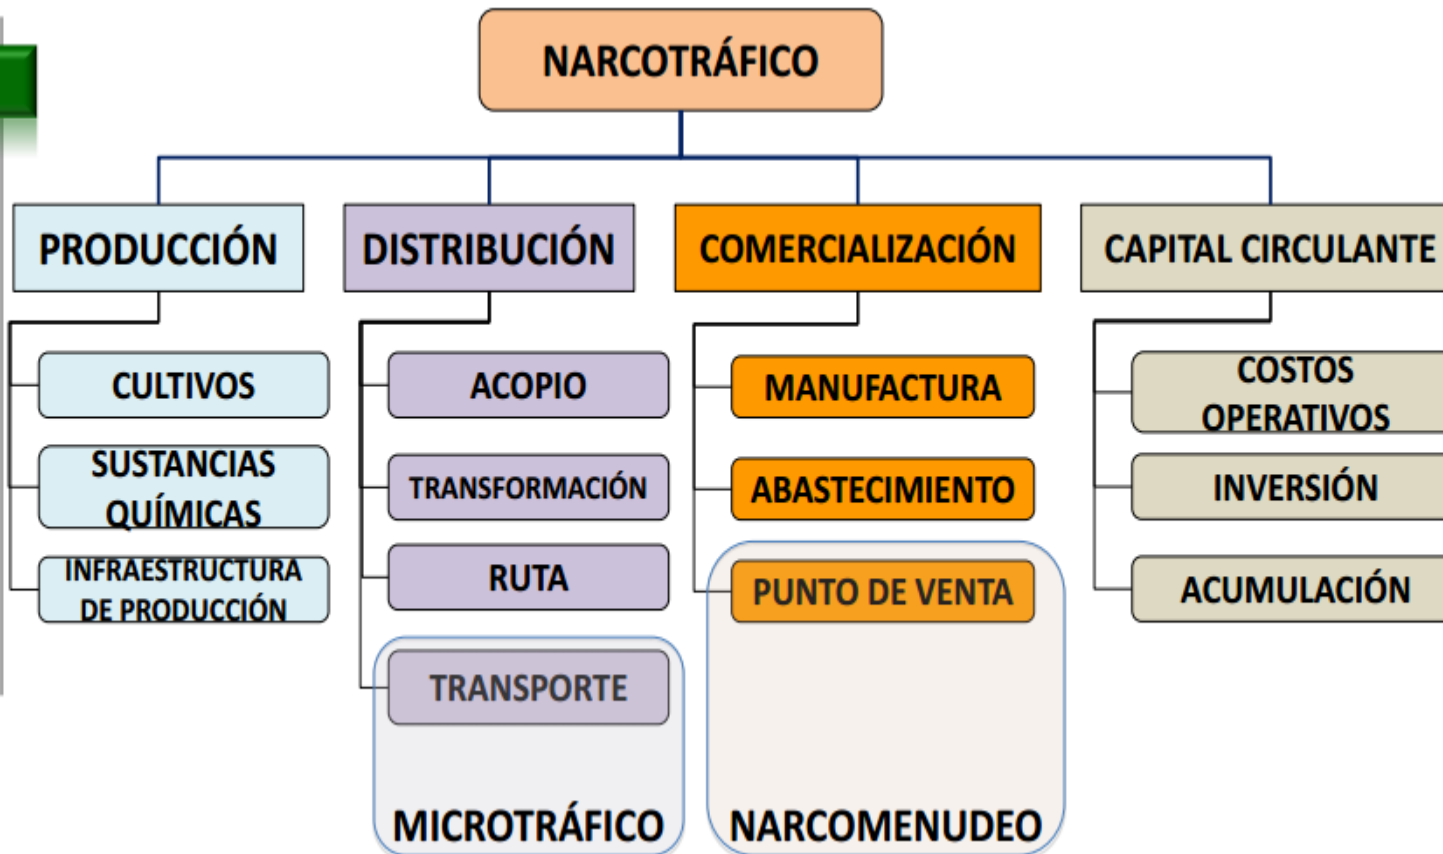 NARCOTRÁFICO
PRODUCCIÓN
CULTIVOS
SUSTANCIAS
QUÍMICAS
INFRAESTRUCTURA
DE PRODUCCIÓN
DISTRIBUCIÓN
ACOPIO
TRANSFORMACIÓN
RUTA
TRANSPORTE
MICROTRÁFICO
COMERCIALIZACIÓN
MANUFACTURA
ABASTECIMIENTO
PUNTO DE VENTA
NARCOMENUDEO
CAPITAL CIRCULANTE
COSTOS
OPERATIVOS
INVERSIÓN
ACUMULACIÓN